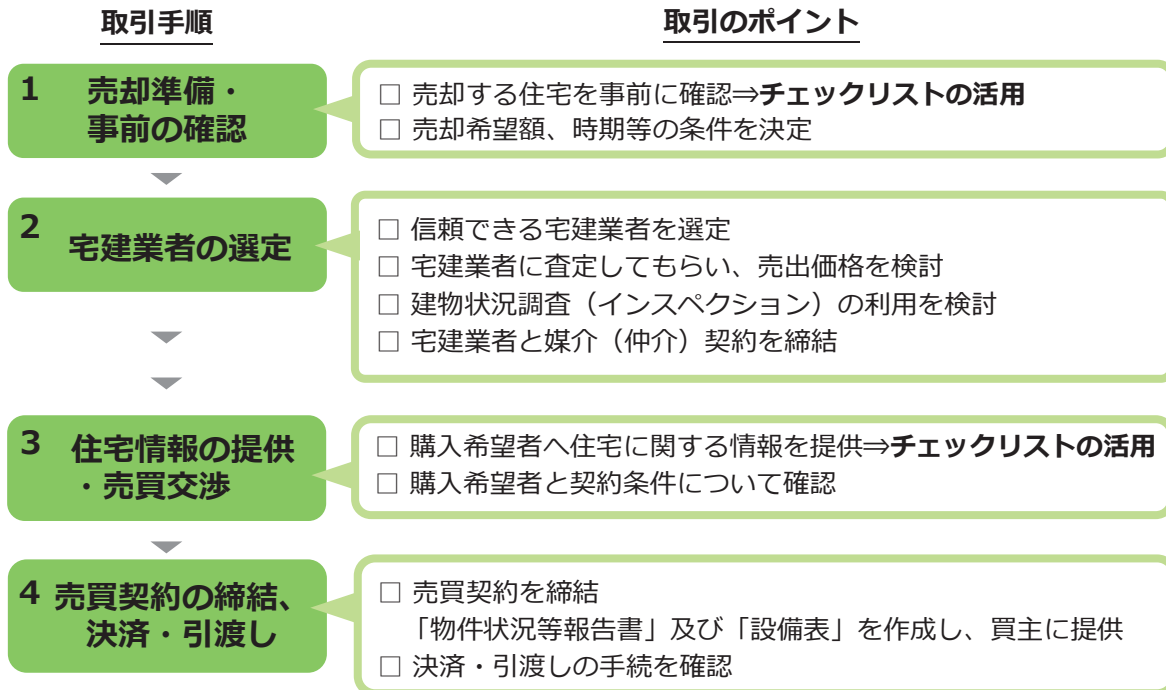 取引手順
取引のポイント
1 売却準備・
事前の確認
□ 売却する住宅を事前に確認⇒チェックリストの活用
□ 売却希望額、時期等の条件を決定
2 宅建業者の選定
□ 信頼できる宅建業者を選定
□ 宅建業者に査定してもらい、売出価格を検討
□ 建物状況調査（インスペクション）の利用を検討
□ 宅建業者と媒介（仲介）契約を締結
3 住宅情報の提供
・売買交渉
□ 購入希望者へ住宅に関する情報を提供⇒チェックリストの活用
□ 購入希望者と契約条件について確認
4 売買契約の締結、
決済・引渡し
□ 売買契約を締結
「物件状況等報告書」及び「設備表」を作成し、買主に提供
□ 決済・引渡しの手続を確認